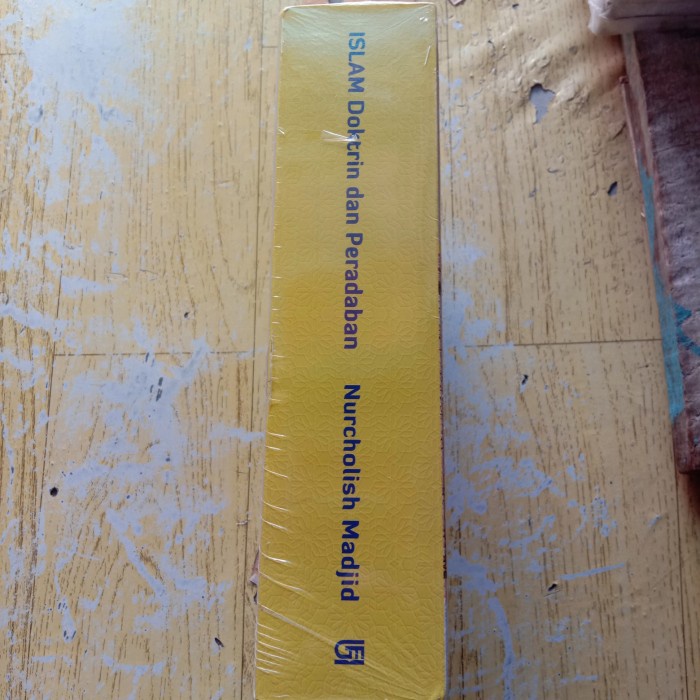 ISLAM Doktrin dan Peradaban
Nurcholish Madjid